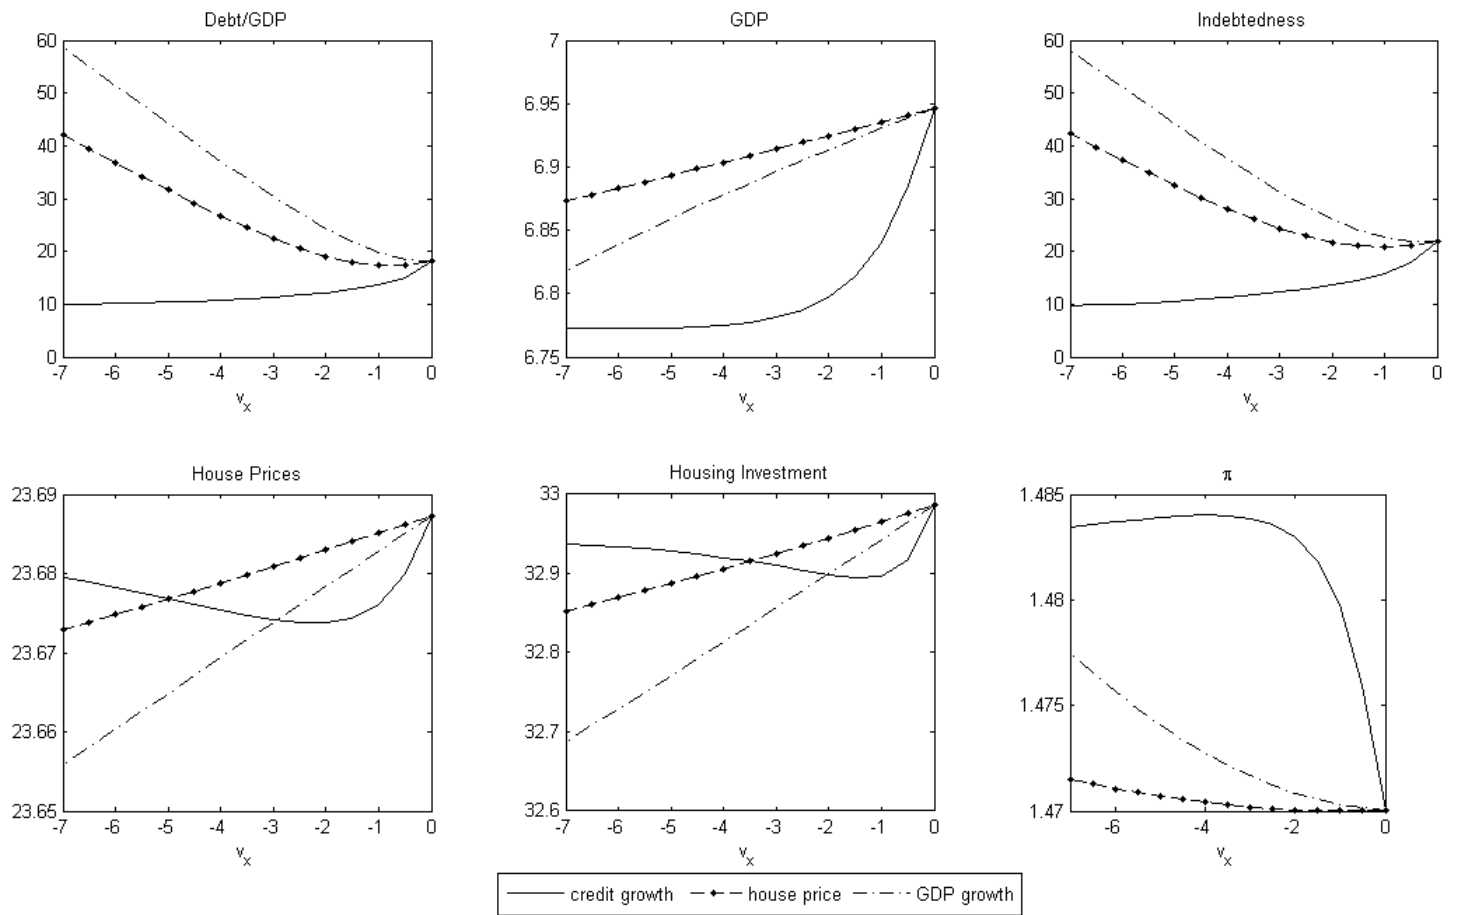 Debt/GDP
60
50
40
30
20
10
0
-7 -6 -5 -4 -3 -2 -1 0
v_x
GDP
7
6.95
6.9
6.85
6.8
6.75
-7 -6 -5 -4 -3 -2 -1 0
v_x
Indebtedness
60
50
40
30
20
10
0
-7 -6 -5 -4 -3 -2 -1 0
v_x
House Prices
23.69
23.68
23.67
23.66
23.65
-7 -6 -5 -4 -3 -2 -1 0
v_x
Housing Investment
33
32.9
32.8
32.7
32.6
-7 -6 -5 -4 -3 -2 -1 0
v_x
π
1.485
1.48
1.475
1.47
-6 -4 -2 0
v_x
credit growth house price GDP growth